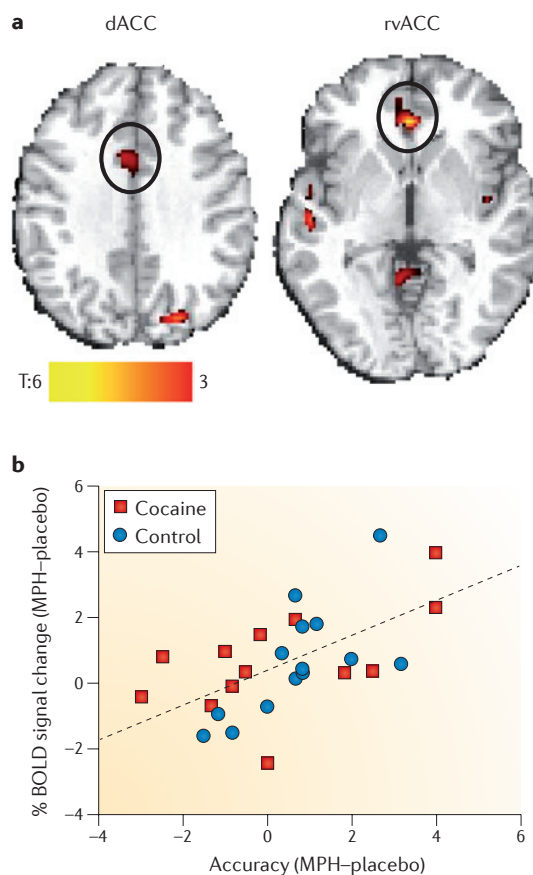 a
dACC
rvACC
T:6
3
b
Cocaine
Control
% BOLD signal change (MPH–placebo)
6
4
2
0
−2
−4
−4
−2
0
2
4
6
Accuracy (MPH–placebo)